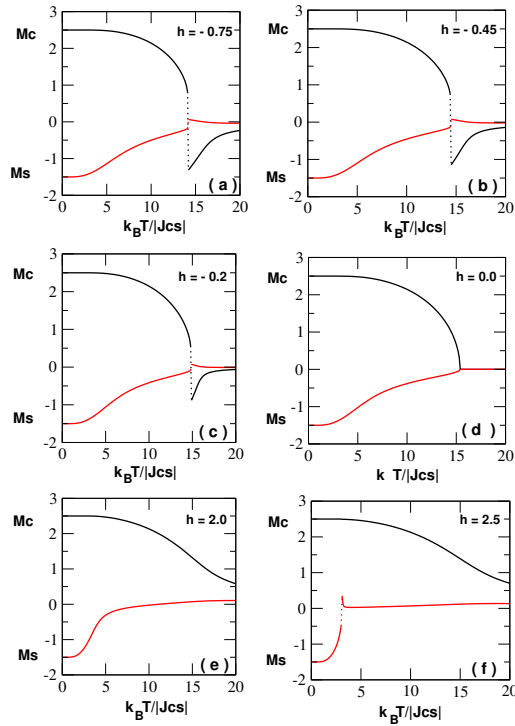 3
Mc
h = - 0.75
2
1
0
-1
Ms
-2
( a )
0 5 10 15 20
k_B T/|Jcs|
3
Mc
h = - 0.45
2
1
0
-1
Ms
-2
( b )
0 5 10 15 20
k_B T/|Jcs|
3
Mc
h = - 0.2
2
1
0
-1
Ms
-2
( c )
0 5 10 15 20
k_B T/|Jcs|
3
Mc
h = 0.0
2
1
0
-1
Ms
-2
( d )
0 5 10 15 20
k T/|Jcs|
3
Mc
h = 2.0
2
1
0
-1
Ms
-2
( e )
0 5 10 15 20
k_B T/|Jcs|
3
Mc
h = 2.5
2
1
0
-1
Ms
-2
( f )
0 5 10 15 20
k_B T/|Jcs|